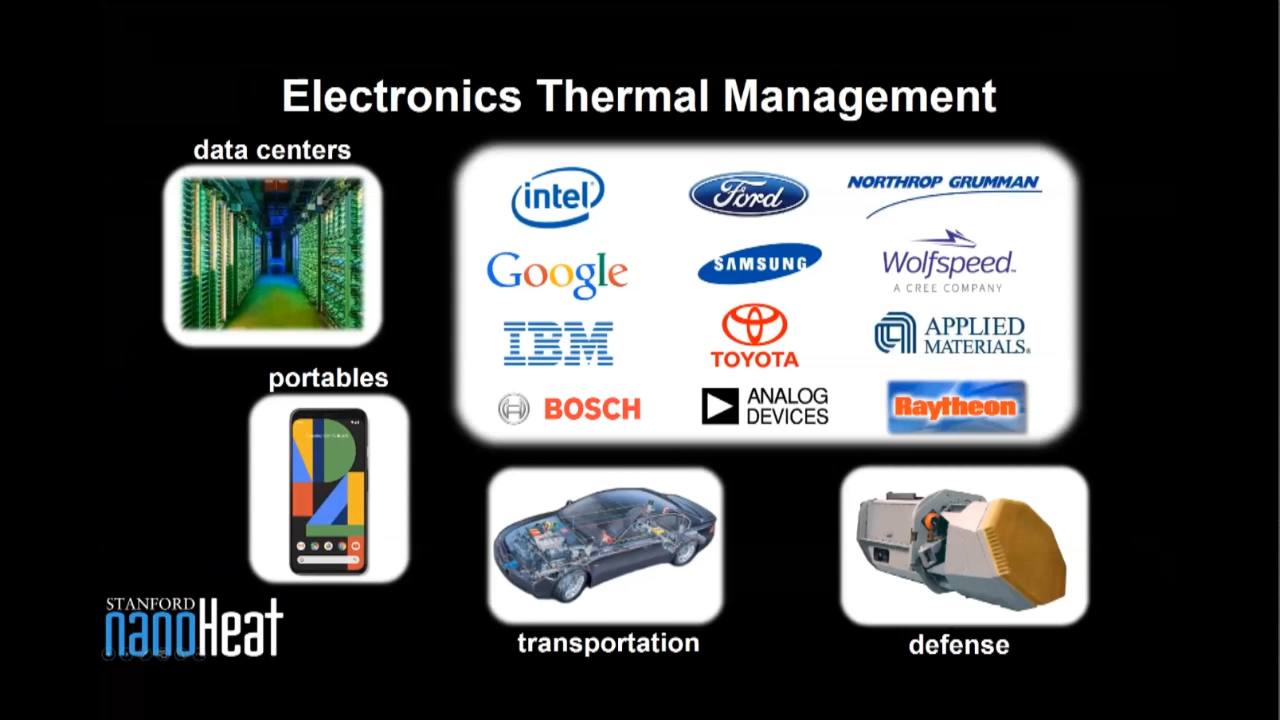 Electronics Thermal Management
data centers
intel
Ford
NORTHROP GRUMMAN
Google
SAMSUNG
Wolfspeed
A CREE COMPANY
IBM
TOYOTA
APPLIED
MATERIALS
BOSCH
ANALOG
DEVICES
Raytheon
portables
transportation
defense
STANFORD
nanoHeat